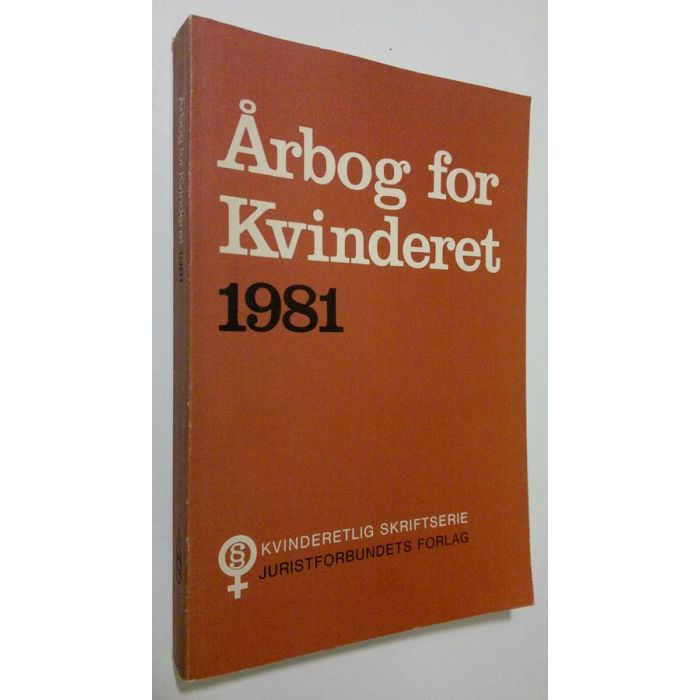 Årbog for
Kvinderet
1981
§ KVINDERETLIG SKRIFTSERIE
JURISTFORBUNDETS FORLAG
Årbog for Kvinderet 1981